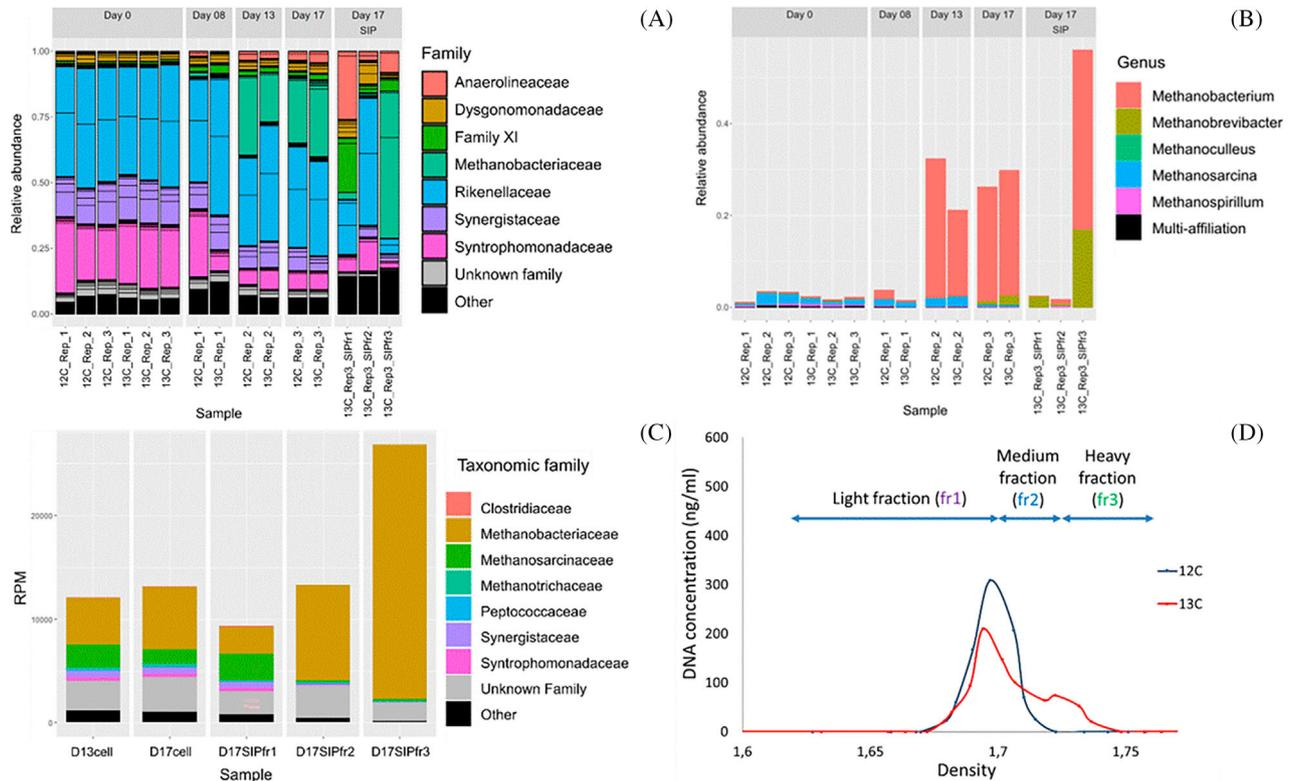 Day 0
Day 08
Day 13
Day 17
Day 17
SIP
(A)
Relative abundance
1.00
0.75
0.50
0.25
0.00
12C_Rep_1
12C_Rep_2
12C_Rep_3
13C_Rep_1
13C_Rep_2
13C_Rep_3
12C_Rep_1
13C_Rep_1
12C_Rep_2
13C_Rep_2
12C_Rep_3
13C_Rep_3
13C_Rep3_SIPfr1
13C_Rep3_SIPfr2
13C_Rep3_SIPfr3
Sample
Family
Anaerolineaceae
Dysgonomonadaceae
Family XI
Methanobacteriaceae
Rikenellaceae
Synergistaceae
Syntrophomonadaceae
Unknown family
Other
Day 0
Day 08
Day 13
Day 17
Day 17
SIP
(B)
Relative abundance
0.4
0.2
0.0
12C_Rep_1
12C_Rep_2
12C_Rep_3
13C_Rep_1
13C_Rep_2
13C_Rep_3
12C_Rep_1
13C_Rep_1
12C_Rep_2
13C_Rep_2
12C_Rep_3
13C_Rep_3
13C_Rep3_SIPfr1
13C_Rep3_SIPfr2
13C_Rep3_SIPfr3
Sample
Genus
Methanobacterium
Methanobrevibacter
Methanoculleus
Methanosarcina
Methanospirillum
Multi-affiliation
(C)
RPM
20000
10000
0
D13cell
D17cell
D17SIPfr1
D17SIPfr2
D17SIPfr3
Sample
Taxonomic family
Clostridiaceae
Methanobacteriaceae
Methanosarcinaceae
Methanotrichaceae
Peptococcaceae
Synergistaceae
Syntrophomonadaceae
Unknown Family
Other
(D)
DNA concentration (ng/ml)
600
500
400
300
200
100
0
1,6
1,65
1,7
1,75
Density
Light fraction (fr1)
Medium
fraction
(fr2)
Heavy
fraction
(fr3)
12C
13C